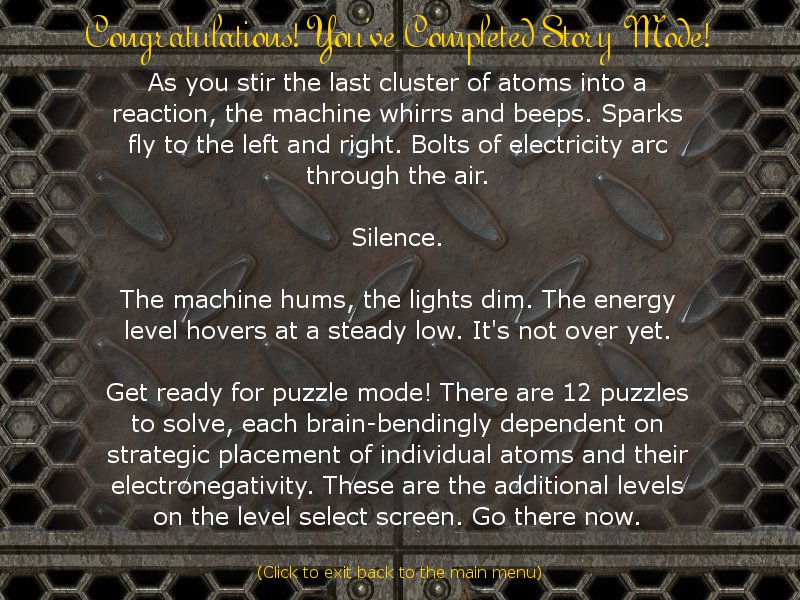 Congratulations! You've Completed Story Mode!
As you stir the last cluster of atoms into a
reaction, the machine whirrs and beeps. Sparks
fly to the left and right. Bolts of electricity arc
through the air.
Silence.
The machine hums, the lights dim. The energy
level hovers at a steady low. It's not over yet.
Get ready for puzzle mode! There are 12 puzzles
to solve, each brain-bendingly dependent on
strategic placement of individual atoms and their
electronegativity. These are the additional levels
on the level select screen. Go there now.
(Click to exit back to the main menu)